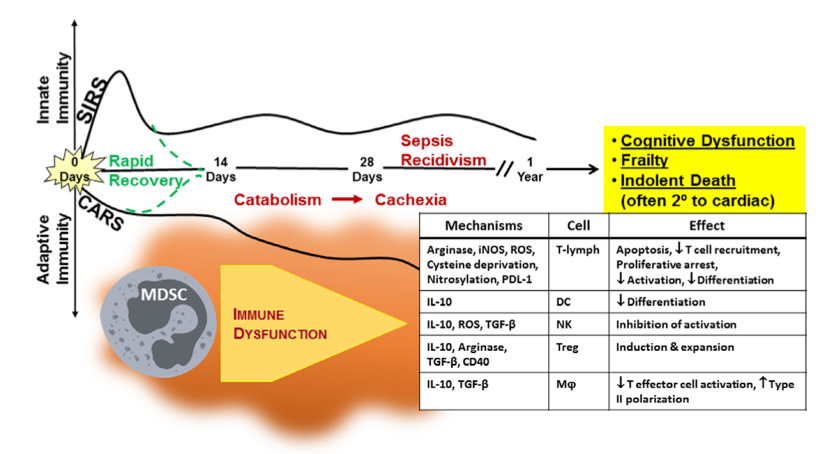 Innate
Immunity
SIRS
0
Days
Rapid
Recovery
14
Days
28
Days
Sepsis
Recidivism
1
Year
Catabolism → Cachexia
• Cognitive Dysfunction
• Frailty
• Indolent Death
(often 2º to cardiac)
CARS
Adaptive
Immunity
MDSC
IMMUNE
DYSFUNCTION
Mechanisms Cell Effect
Arginase, iNOS, ROS,
Cysteine deprivation,
Nitrosylation, PDL-1
T-lymph
Apoptosis, ↓T cell recruitment,
Proliferative arrest,
↓Activation, ↓Differentiation
IL-10 DC ↓Differentiation
IL-10, ROS, TGF-β NK Inhibition of activation
IL-10, Arginase,
TGF-β, CD40
Treg
Induction & expansion
IL-10, TGF-β
Mφ
↓T effector cell activation, ↑Type
II polarization